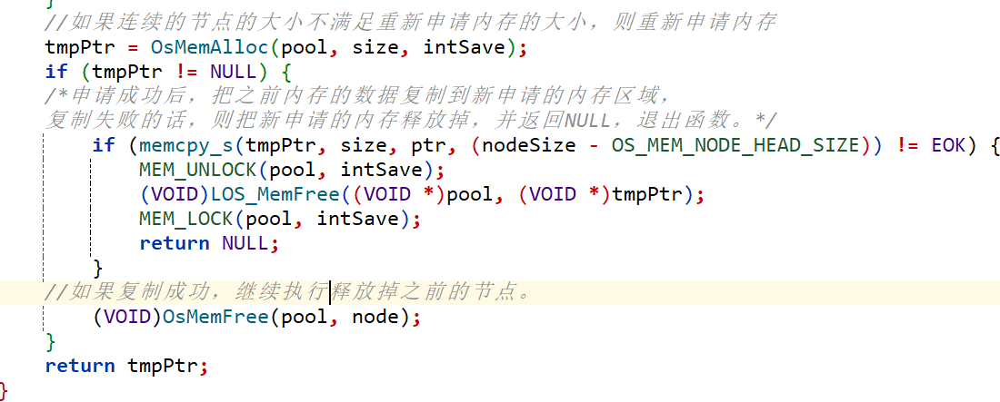 }
//如果连续的节点的大小不满足重新申请内存的大小，则重新申请内存
tmpPtr = OsMemAlloc(pool, size, intSave);
if (tmpPtr != NULL) {
/*申请成功后，把之前内存的数据复制到新申请的内存区域，
复制失败的话，则把新申请的内存释放掉，并返回NULL，退出函数。*/
if (memcpy_s(tmpPtr, size, ptr, (nodeSize - OS_MEM_NODE_HEAD_SIZE)) != EOK) {
MEM_UNLOCK(pool, intSave);
(VOID)LOS_MemFree((VOID *)pool, (VOID *)tmpPtr);
MEM_LOCK(pool, intSave);
return NULL;
}
//如果复制成功，继续执行释放掉之前的节点。
(VOID)OsMemFree(pool, node);
}
return tmpPtr;
}